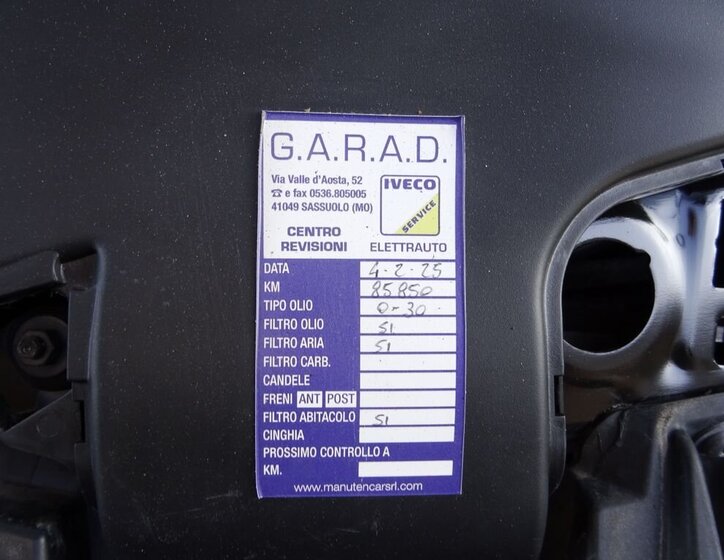 G.A.R.A.D.
Via Valle d'Aosta, 52
☎ e fax 0536.805005
41049 SASSUOLO (MO)
IVECO
SERVICE
CENTRO
REVISIONI
ELETTRAUTO
DATA 4-2-25
KM 85850
TIPO OLIO 0-30
FILTRO OLIO SI
FILTRO ARIA SI
FILTRO CARB.
CANDELE
FRENI ANT POST
FILTRO ABITACOLO SI
CINGHIA
PROSSIMO CONTROLLO A
KM.
www.manutencarsrl.com